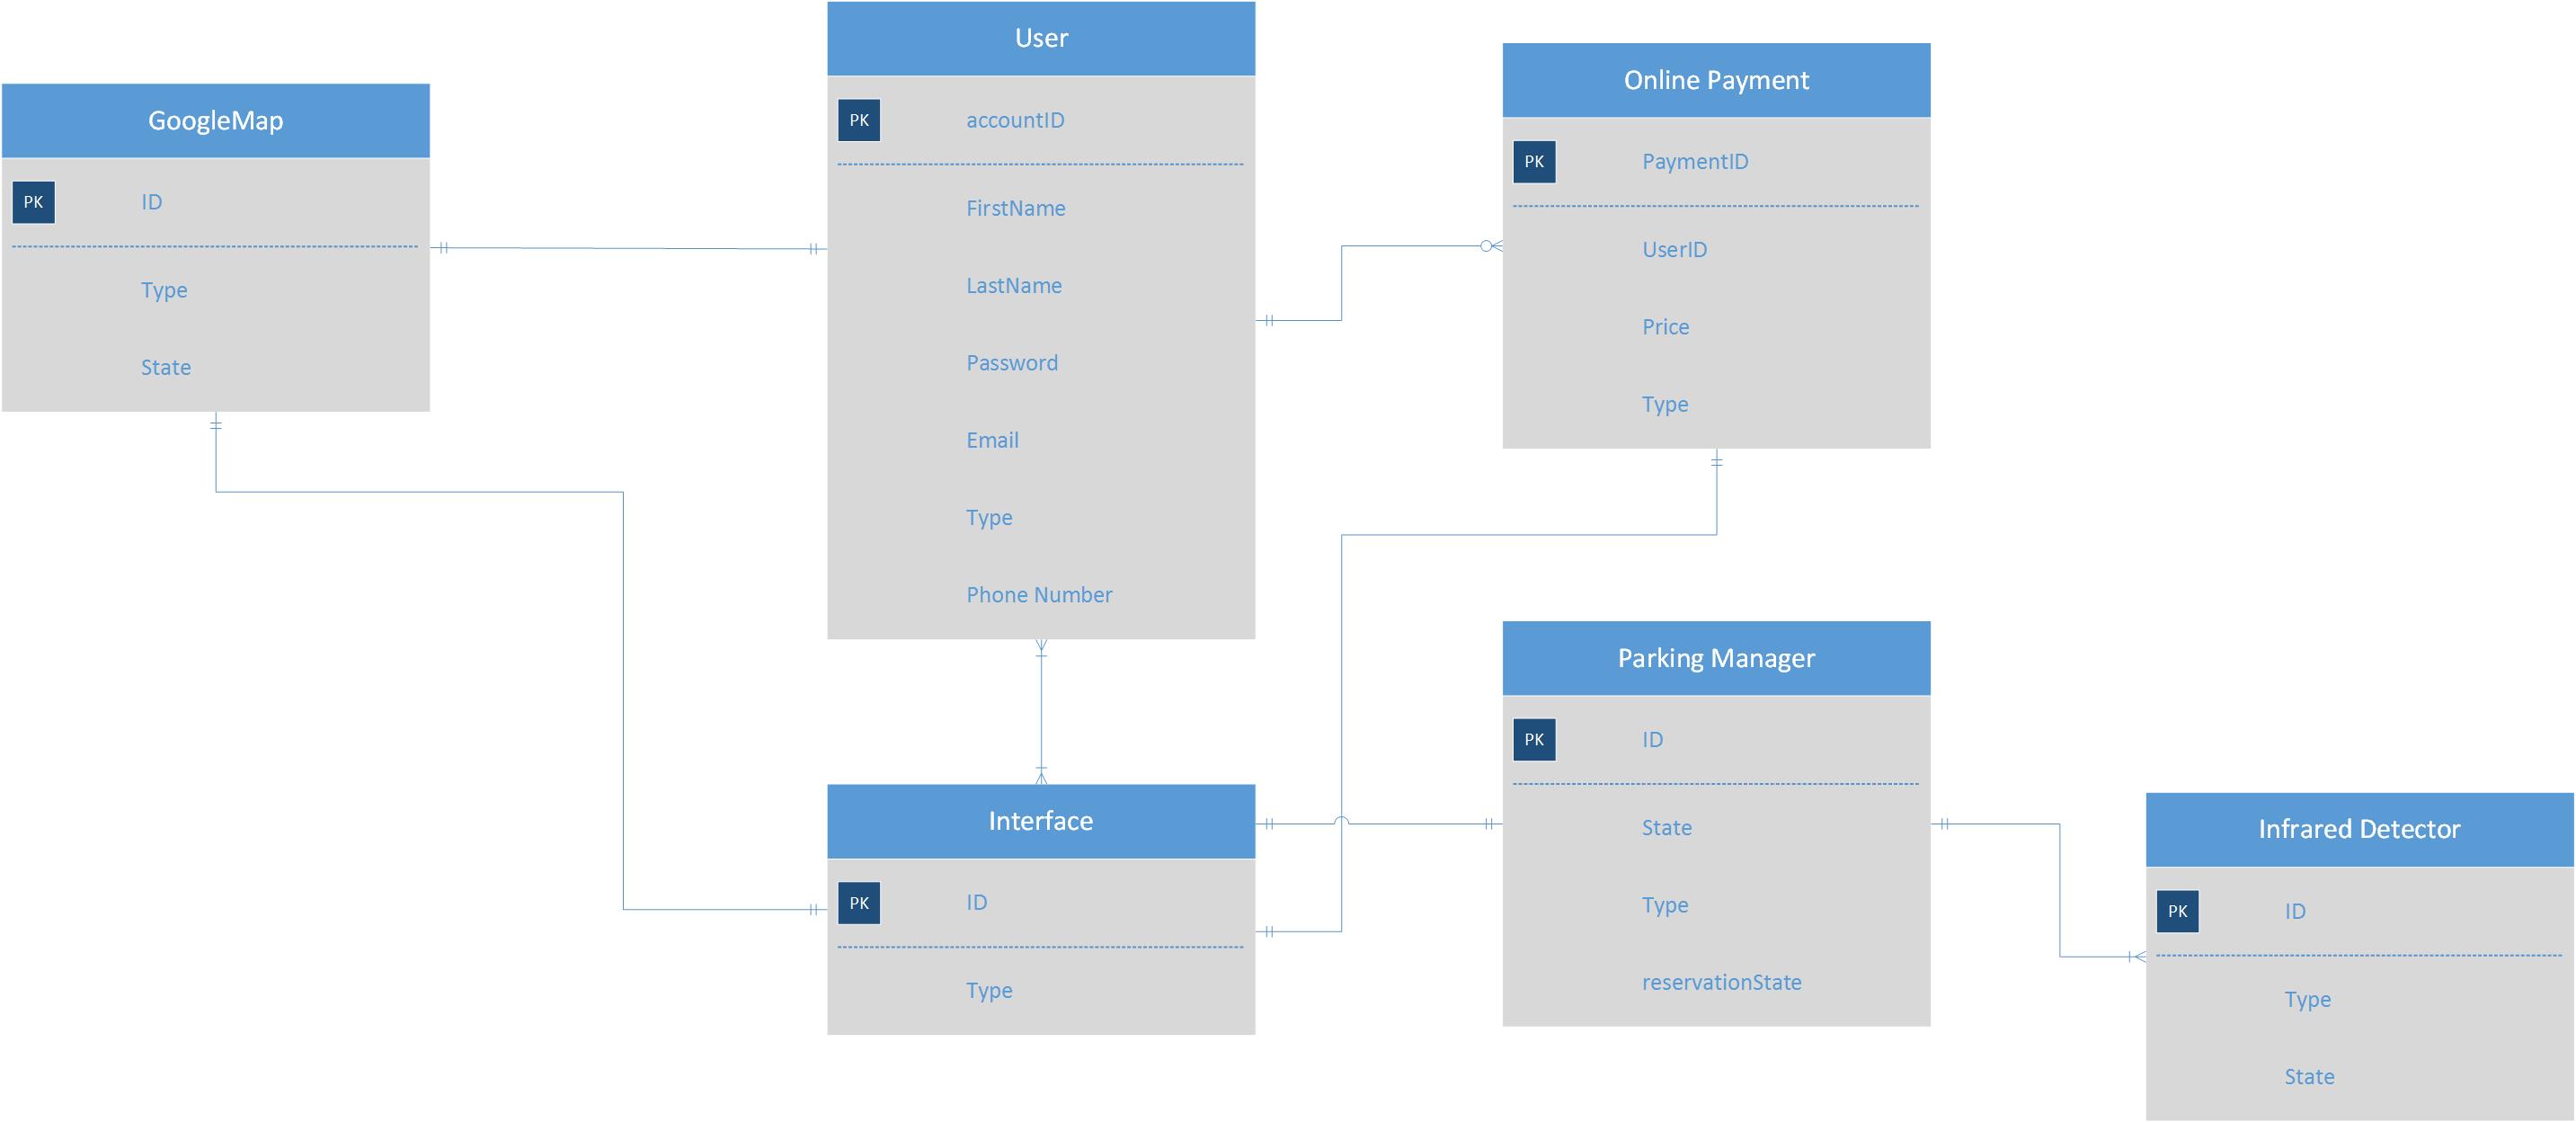 GoogleMap
PK ID
Type
State
User
PK accountID
FirstName
LastName
Password
Email
Type
Phone Number
Online Payment
PK PaymentID
UserID
Price
Type
Interface
PK ID
Type
Parking Manager
PK ID
State
Type
reservationState
Infrared Detector
PK ID
Type
State